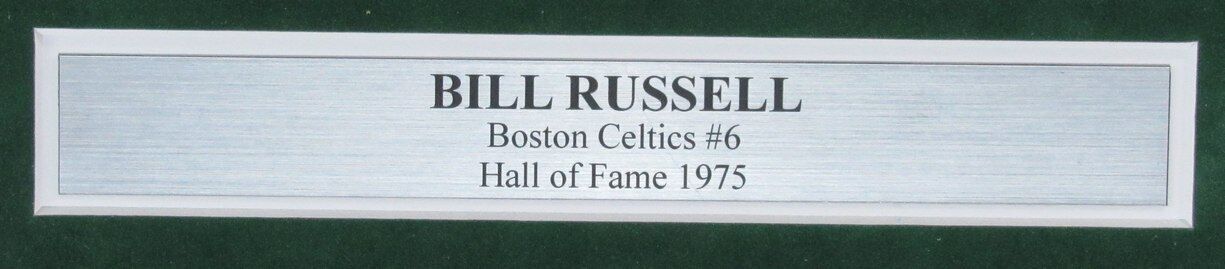 BILL RUSSELL
Boston Celtics #6
Hall of Fame 1975